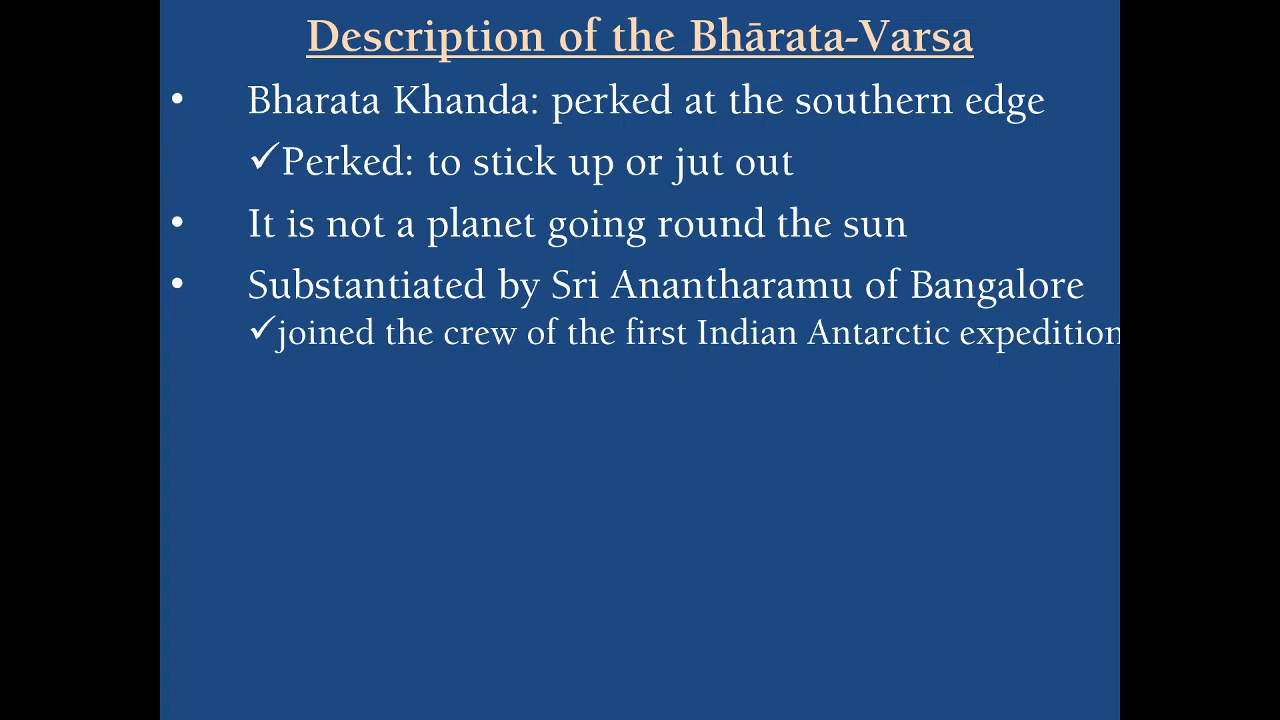 Description of the Bhārata-Varsa
• Bharata Khanda: perked at the southern edge
✓Perked: to stick up or jut out
• It is not a planet going round the sun
• Substantiated by Sri Anantharamu of Bangalore
✓joined the crew of the first Indian Antarctic expedition